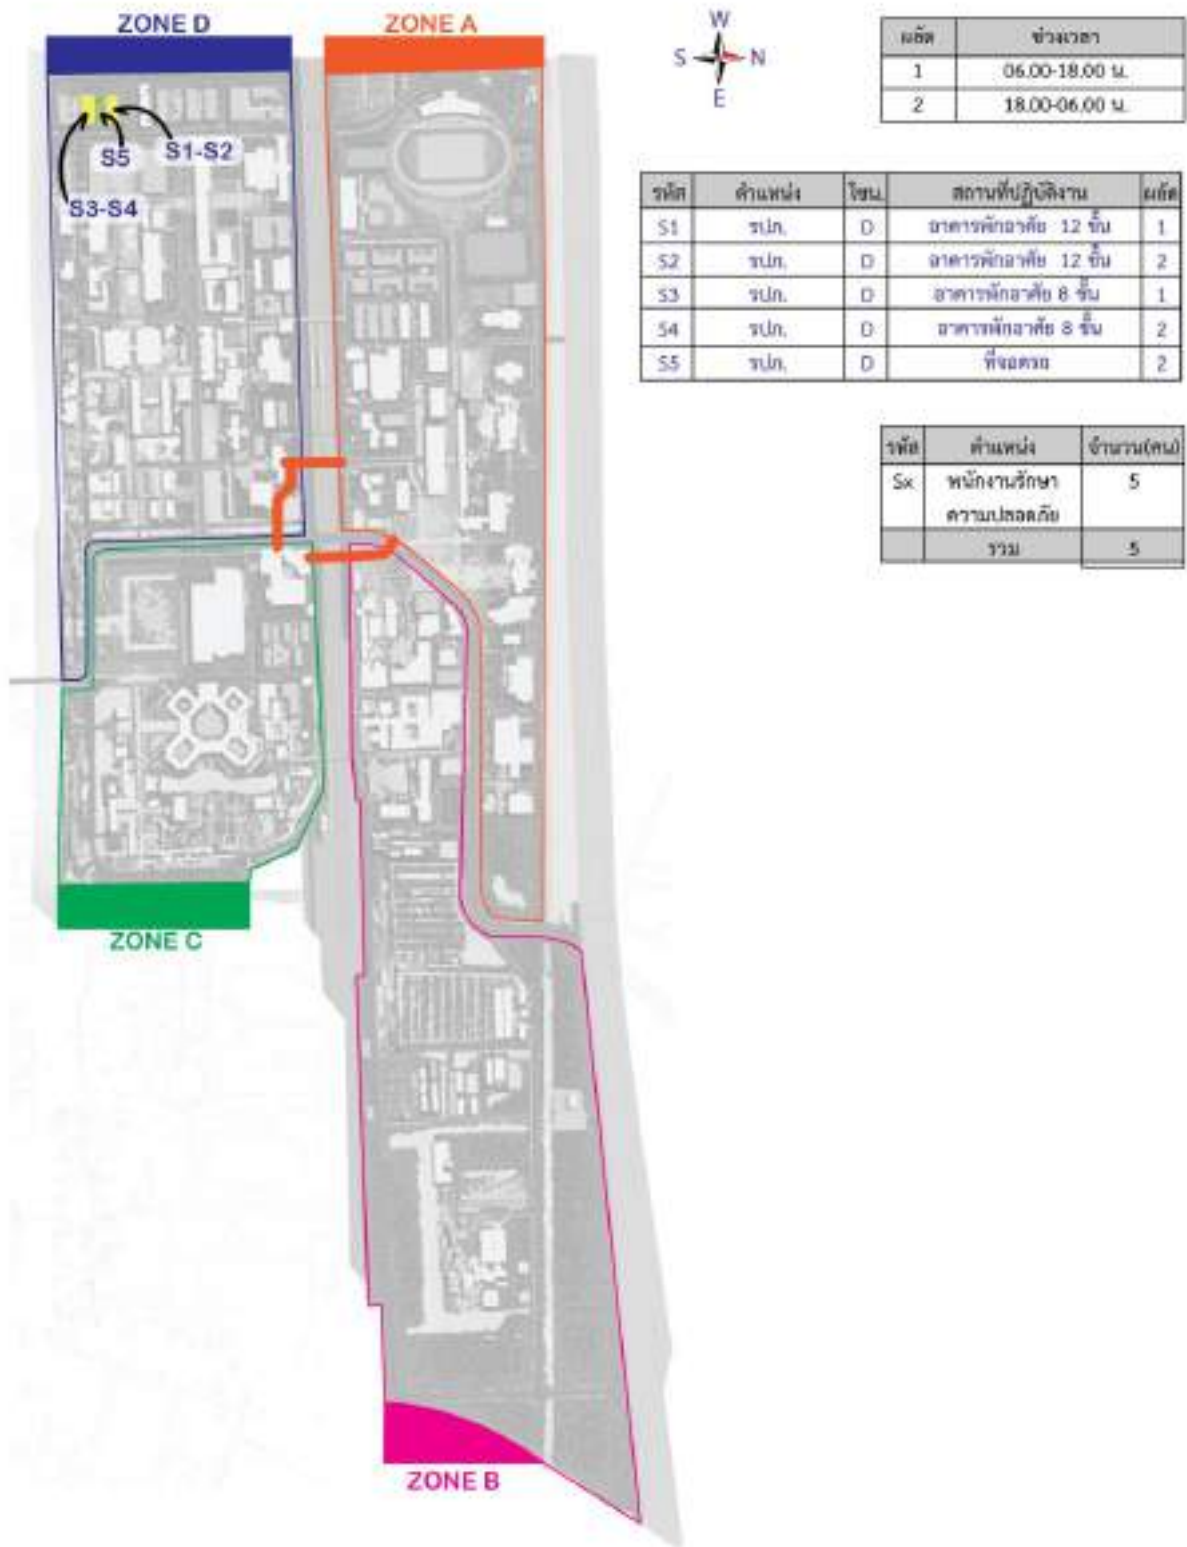 ZONE D
ZONE A
W
S N
E
ผลัด ช่วงเวลา
1 06.00-18.00 น.
2 18.00-06.00 น.
S5
S1-S2
S3-S4
รหัส ตำแหน่ง โซน สถานที่ปฏิบัติงาน ผลัด
S1 รปภ. D อาคารพักอาศัย 12 ชั้น 1
S2 รปภ. D อาคารพักอาศัย 12 ชั้น 2
S3 รปภ. D อาคารพักอาศัย 8 ชั้น 1
S4 รปภ. D อาคารพักอาศัย 8 ชั้น 2
S5 รปภ. D ที่จอดรถ 2
รหัส ตำแหน่ง จำนวน(คน)
Sx พนักงานรักษา 5
ความปลอดภัย
รวม 5
ZONE C
ZONE B